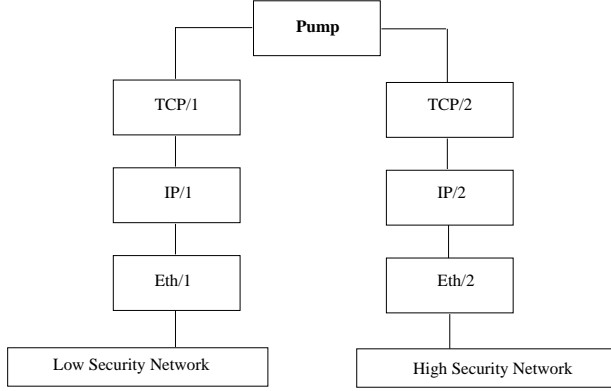 Pump
TCP/1
TCP/2
IP/1
IP/2
Eth/1
Eth/2
Low Security Network
High Security Network